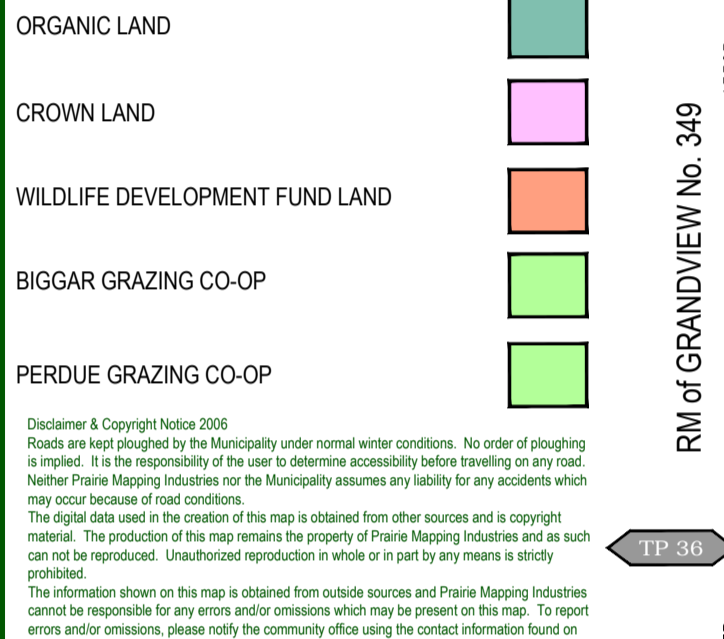 ORGANIC LAND
CROWN LAND
WILDLIFE DEVELOPMENT FUND LAND
BIGGAR GRAZING CO-OP
PERDUE GRAZING CO-OP
Disclaimer & Copyright Notice 2006
Roads are kept ploughed by the Municipality under normal winter conditions. No order of ploughing
is implied. It is the responsibility of the user to determine accessibility before travelling on any road.
Neither Prairie Mapping Industries nor the Municipality assumes any liability for any accidents which
may occur because of road conditions.
The digital data used in the creation of this map is obtained from other sources and is copyright
material. The production of this map remains the property of Prairie Mapping Industries and as such
can not be reproduced. Unauthorized reproduction in whole or in part by any means is strictly
prohibited.
The information shown on this map is obtained from outside sources and Prairie Mapping Industries
cannot be responsible for any errors and/or omissions which may be present on this map. To report
errors and/or omissions, please notify the community office using the contact information found on
RM of GRANDVIEW No. 349
TP 36